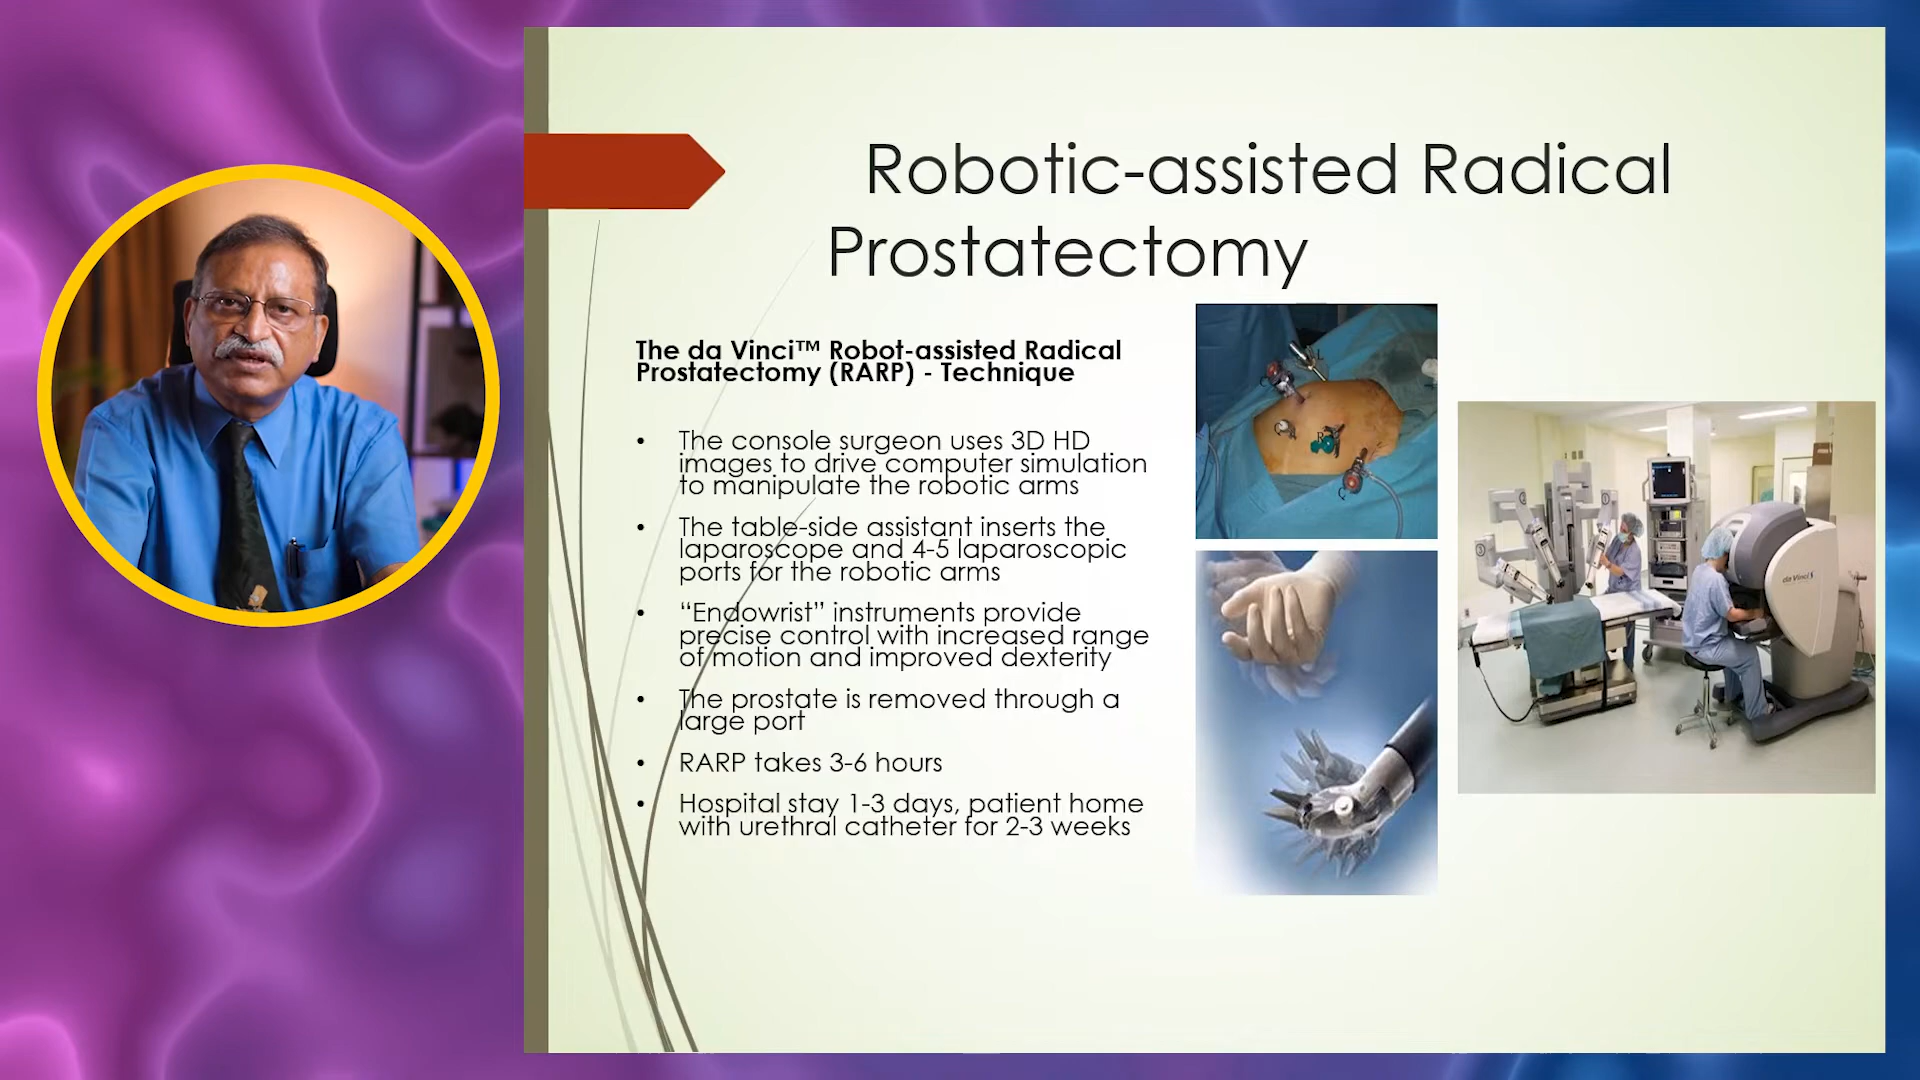 Robotic-assisted Radical
Prostatectomy
The da Vinci™ Robot-assisted Radical
Prostatectomy (RARP) - Technique
• The console surgeon uses 3D HD
images to drive computer simulation
to manipulate the robotic arms
• The table-side assistant inserts the
laparoscope and 4-5 laparoscopic
ports for the robotic arms
• “Endowrist” instruments provide
precise control with increased range
of motion and improved dexterity
• The prostate is removed through a
large port
• RARP takes 3-6 hours
• Hospital stay 1-3 days, patient home
with urethral catheter for 2-3 weeks
da Vinci